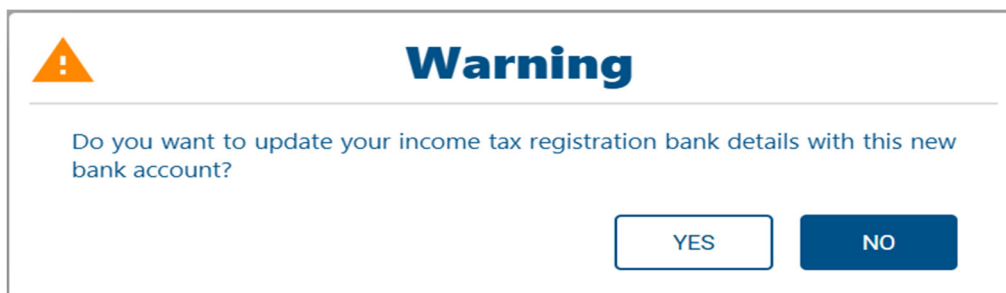 Warning
Do you want to update your income tax registration bank details with this new
bank account?
YES NO